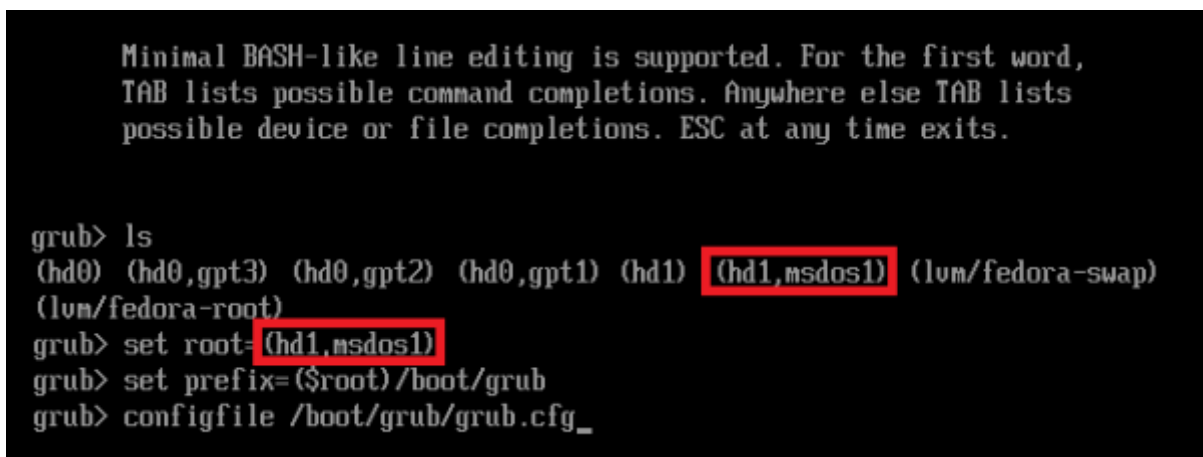 Minimal BASH-like line editing is supported. For the first word,
TAB lists possible command completions. Anywhere else TAB lists
possible device or file completions. ESC at any time exits.
grub> ls
(hd0) (hd0,gpt3) (hd0,gpt2) (hd0,gpt1) (hd1) (hd1,msdos1) (lvm/fedora-swap)
(lvm/fedora-root)
grub> set root=(hd1,msdos1)
grub> set prefix=($root)/boot/grub
grub> configfile /boot/grub/grub.cfg_